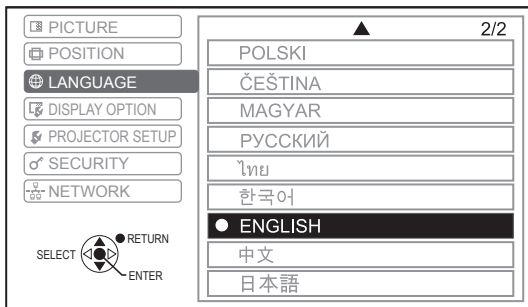 PICTURE
POSITION
LANGUAGE
DISPLAY OPTION
PROJECTOR SETUP
SECURITY
NETWORK
RETURN
SELECT
ENTER
2/2
POLSKI
ČEŠTINA
MAGYAR
РУССКИЙ
ไทย
한국어
ENGLISH
中文
日本語